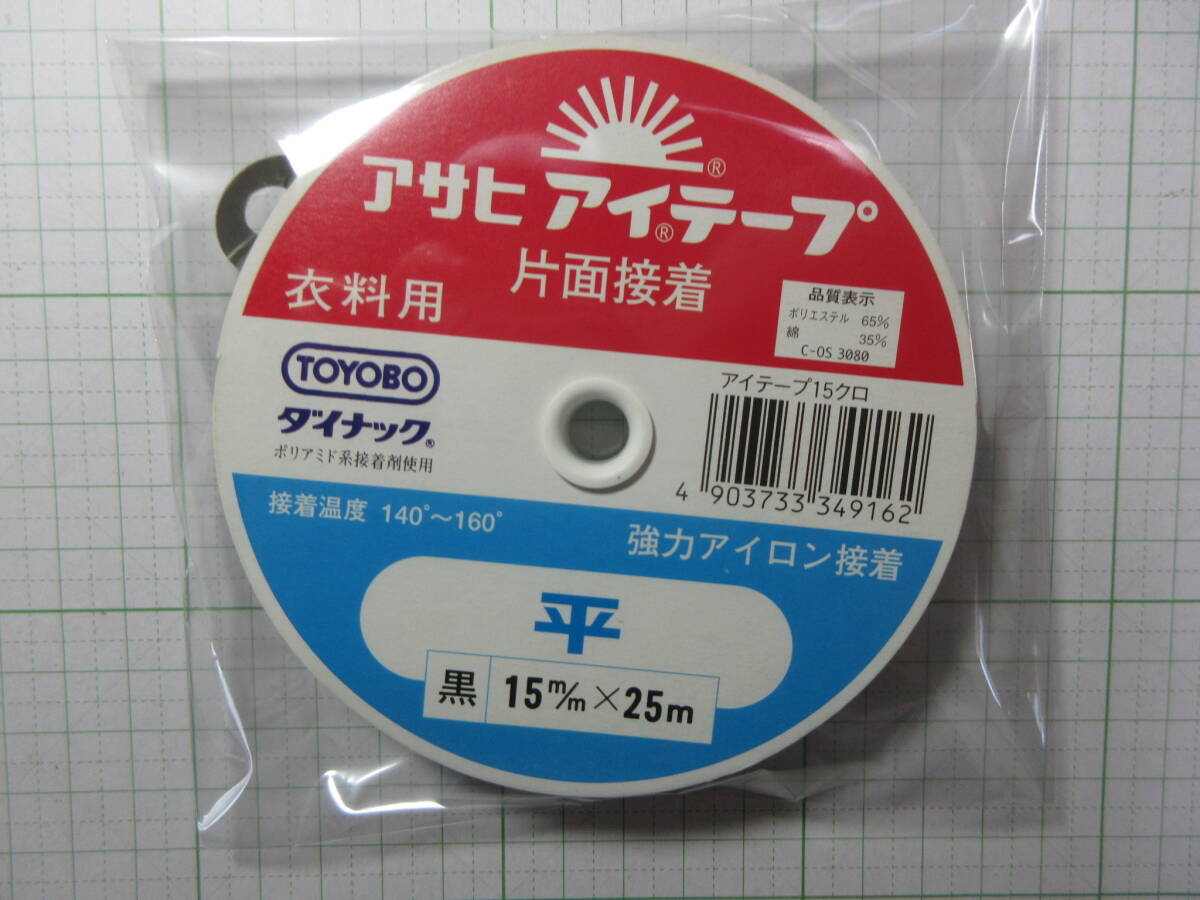 ®
アサヒ アイ®テープ
片面接着
衣料用
品質表示
ポリエステル 65%
綿 35%
C-OS 3080
TOYOBO
ダイナック®
ポリアミド系接着剤使用
アイテープ15クロ
4 903733 349162
接着温度 140°~160°
強力アイロン接着
平
黒 15m/m×25m